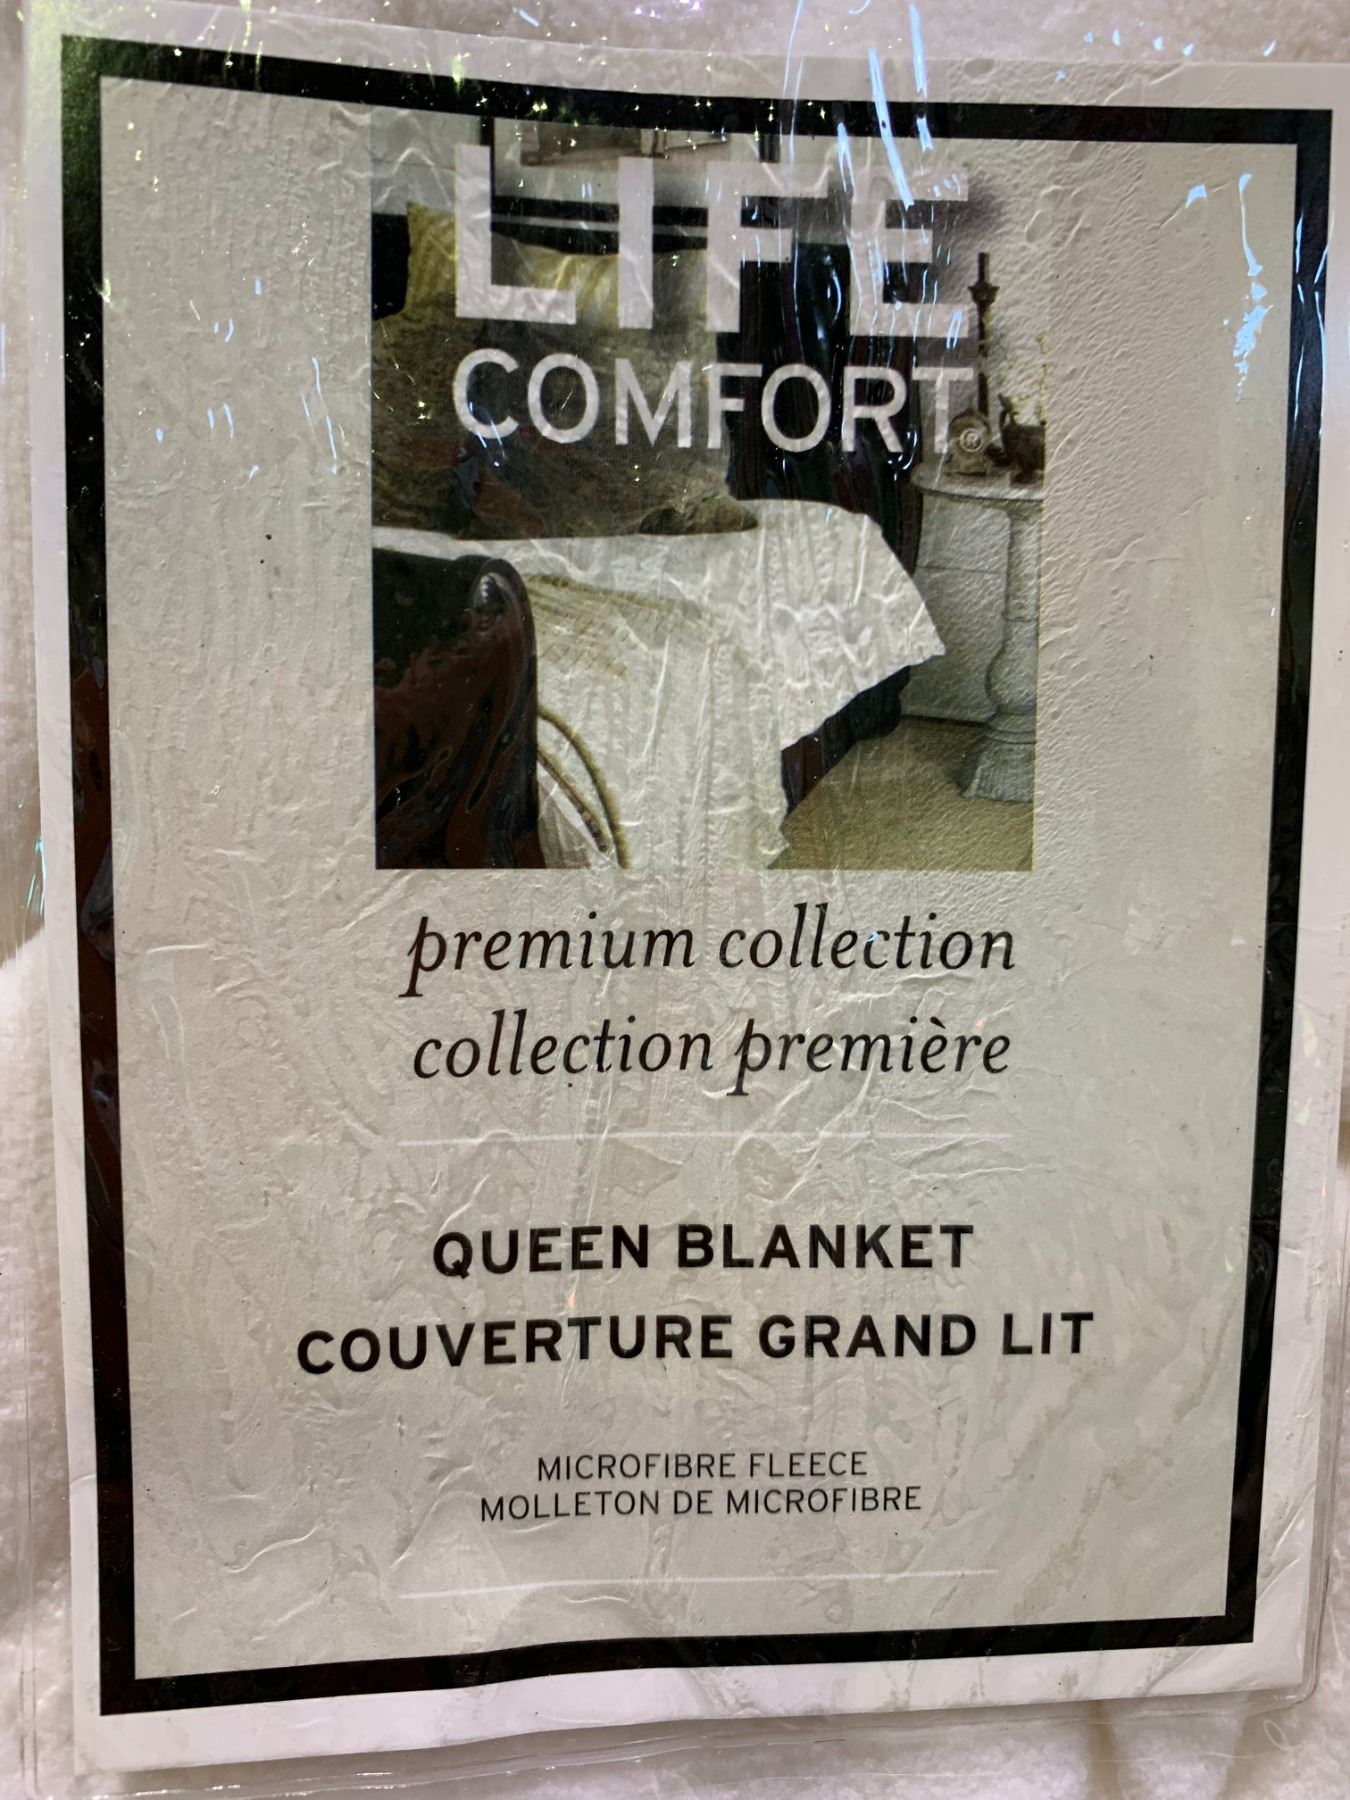 LIFE
COMFORT®
premium collection
collection première
QUEEN BLANKET
COUVERTURE GRAND LIT
MICROFIBRE FLEECE
MOLLETON DE MICROFIBRE